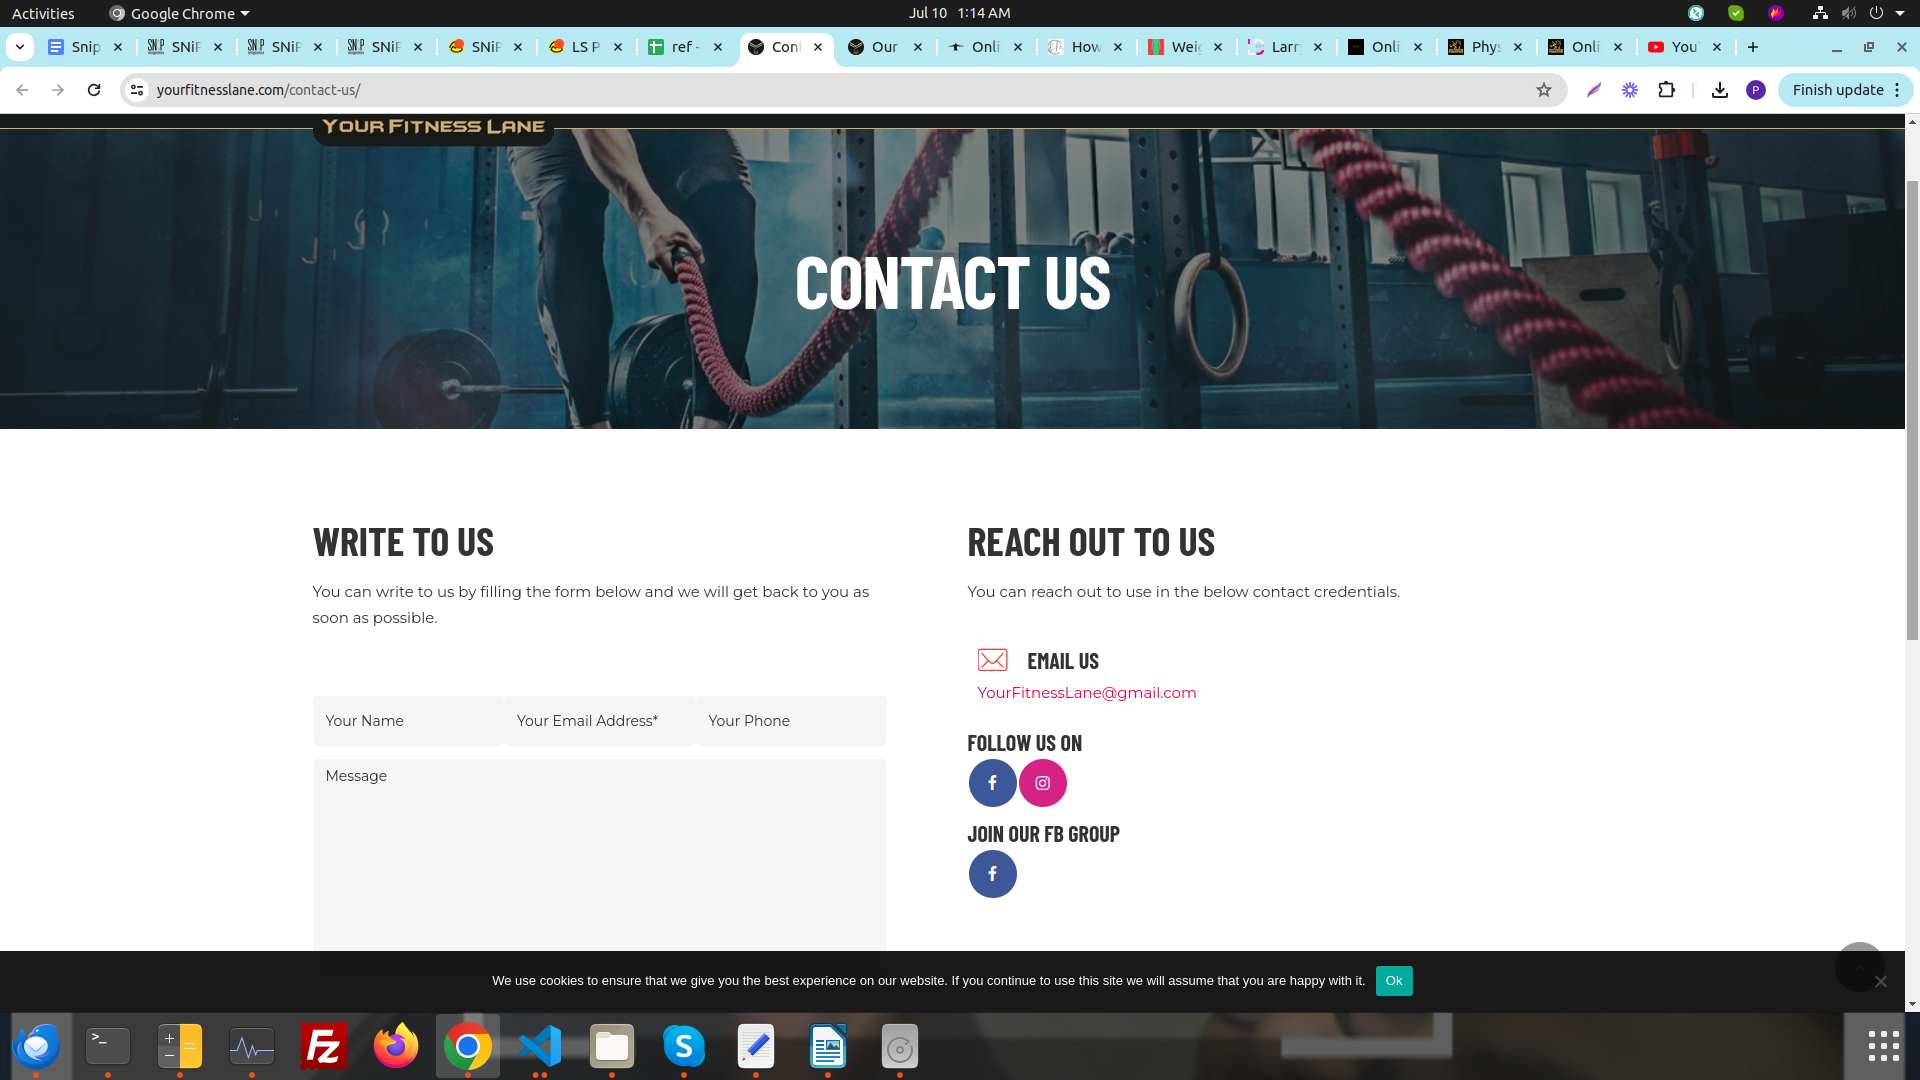 Activities
Google Chrome
Jul 10 1:14 AM
Snip
SNiP
SNiP
SNiP
SNiP
LS P
ref -
Cont
Our
Onli
How
Weig
Larr
Onli
Phys
Onli
You
yourfitnesslane.com/contact-us/
P
Finish update
YOUR FITNESS LANE
CONTACT US
WRITE TO US
You can write to us by filling the form below and we will get back to you as
soon as possible.
Your Name
Your Email Address*
Your Phone
Message
REACH OUT TO US
You can reach out to use in the below contact credentials.
EMAIL US
YourFitnessLane@gmail.com
FOLLOW US ON
JOIN OUR FB GROUP
We use cookies to ensure that we give you the best experience on our website. If you continue to use this site we will assume that you are happy with it.
Ok